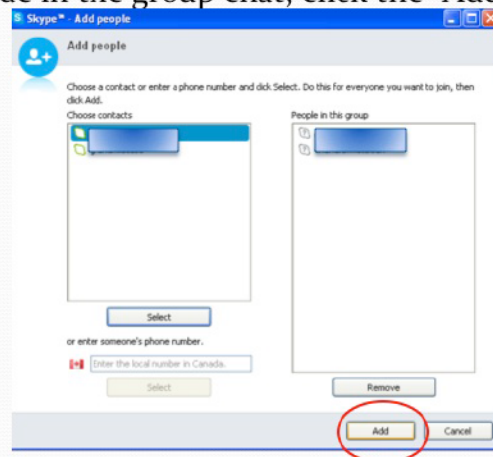 de in the group chat, click the "Add
Skype™ - Add people
Add people
Choose a contact or enter a phone number and click Select. Do this for everyone you want to join, then
click Add.
Choose contacts
People in this group
Select
or enter someone's phone number.
Enter the local number in Canada.
Select
Remove
Add
Cancel